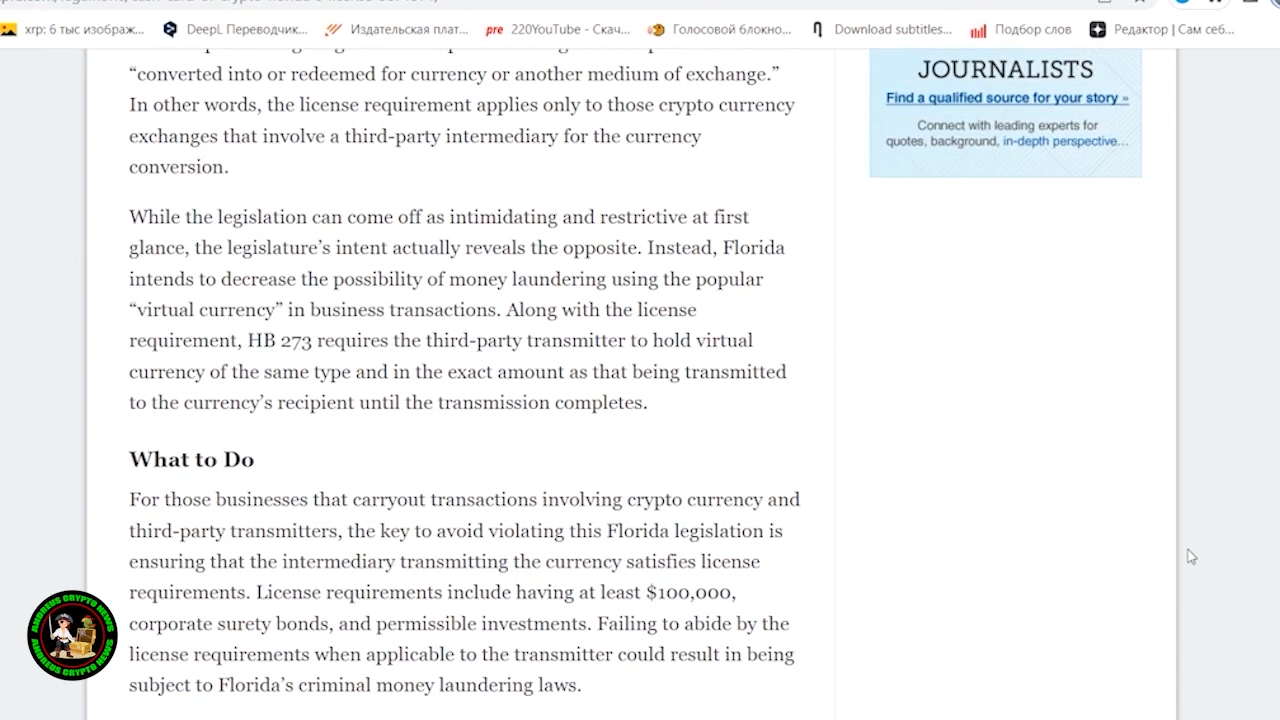 xrp: 6 тыс изображ...
DeepL Переводчик...
Издательская плат...
pre 220YouTube - Скач...
Голосовой блокно...
Download subtitles...
Подбор слов
Редактор | Сам себ...
“converted into or redeemed for currency or another medium of exchange.”
In other words, the license requirement applies only to those crypto currency
exchanges that involve a third-party intermediary for the currency
conversion.
While the legislation can come off as intimidating and restrictive at first
glance, the legislature’s intent actually reveals the opposite. Instead, Florida
intends to decrease the possibility of money laundering using the popular
“virtual currency” in business transactions. Along with the license
requirement, HB 273 requires the third-party transmitter to hold virtual
currency of the same type and in the exact amount as that being transmitted
to the currency’s recipient until the transmission completes.
What to Do
For those businesses that carryout transactions involving crypto currency and
third-party transmitters, the key to avoid violating this Florida legislation is
ensuring that the intermediary transmitting the currency satisfies license
requirements. License requirements include having at least $100,000,
corporate surety bonds, and permissible investments. Failing to abide by the
license requirements when applicable to the transmitter could result in being
subject to Florida’s criminal money laundering laws.
JOURNALISTS
Find a qualified source for your story »
Connect with leading experts for
quotes, background, in-depth perspective...
ANDREUS CRYPTO NEWS
ANDREUS CRYPTO NEWS